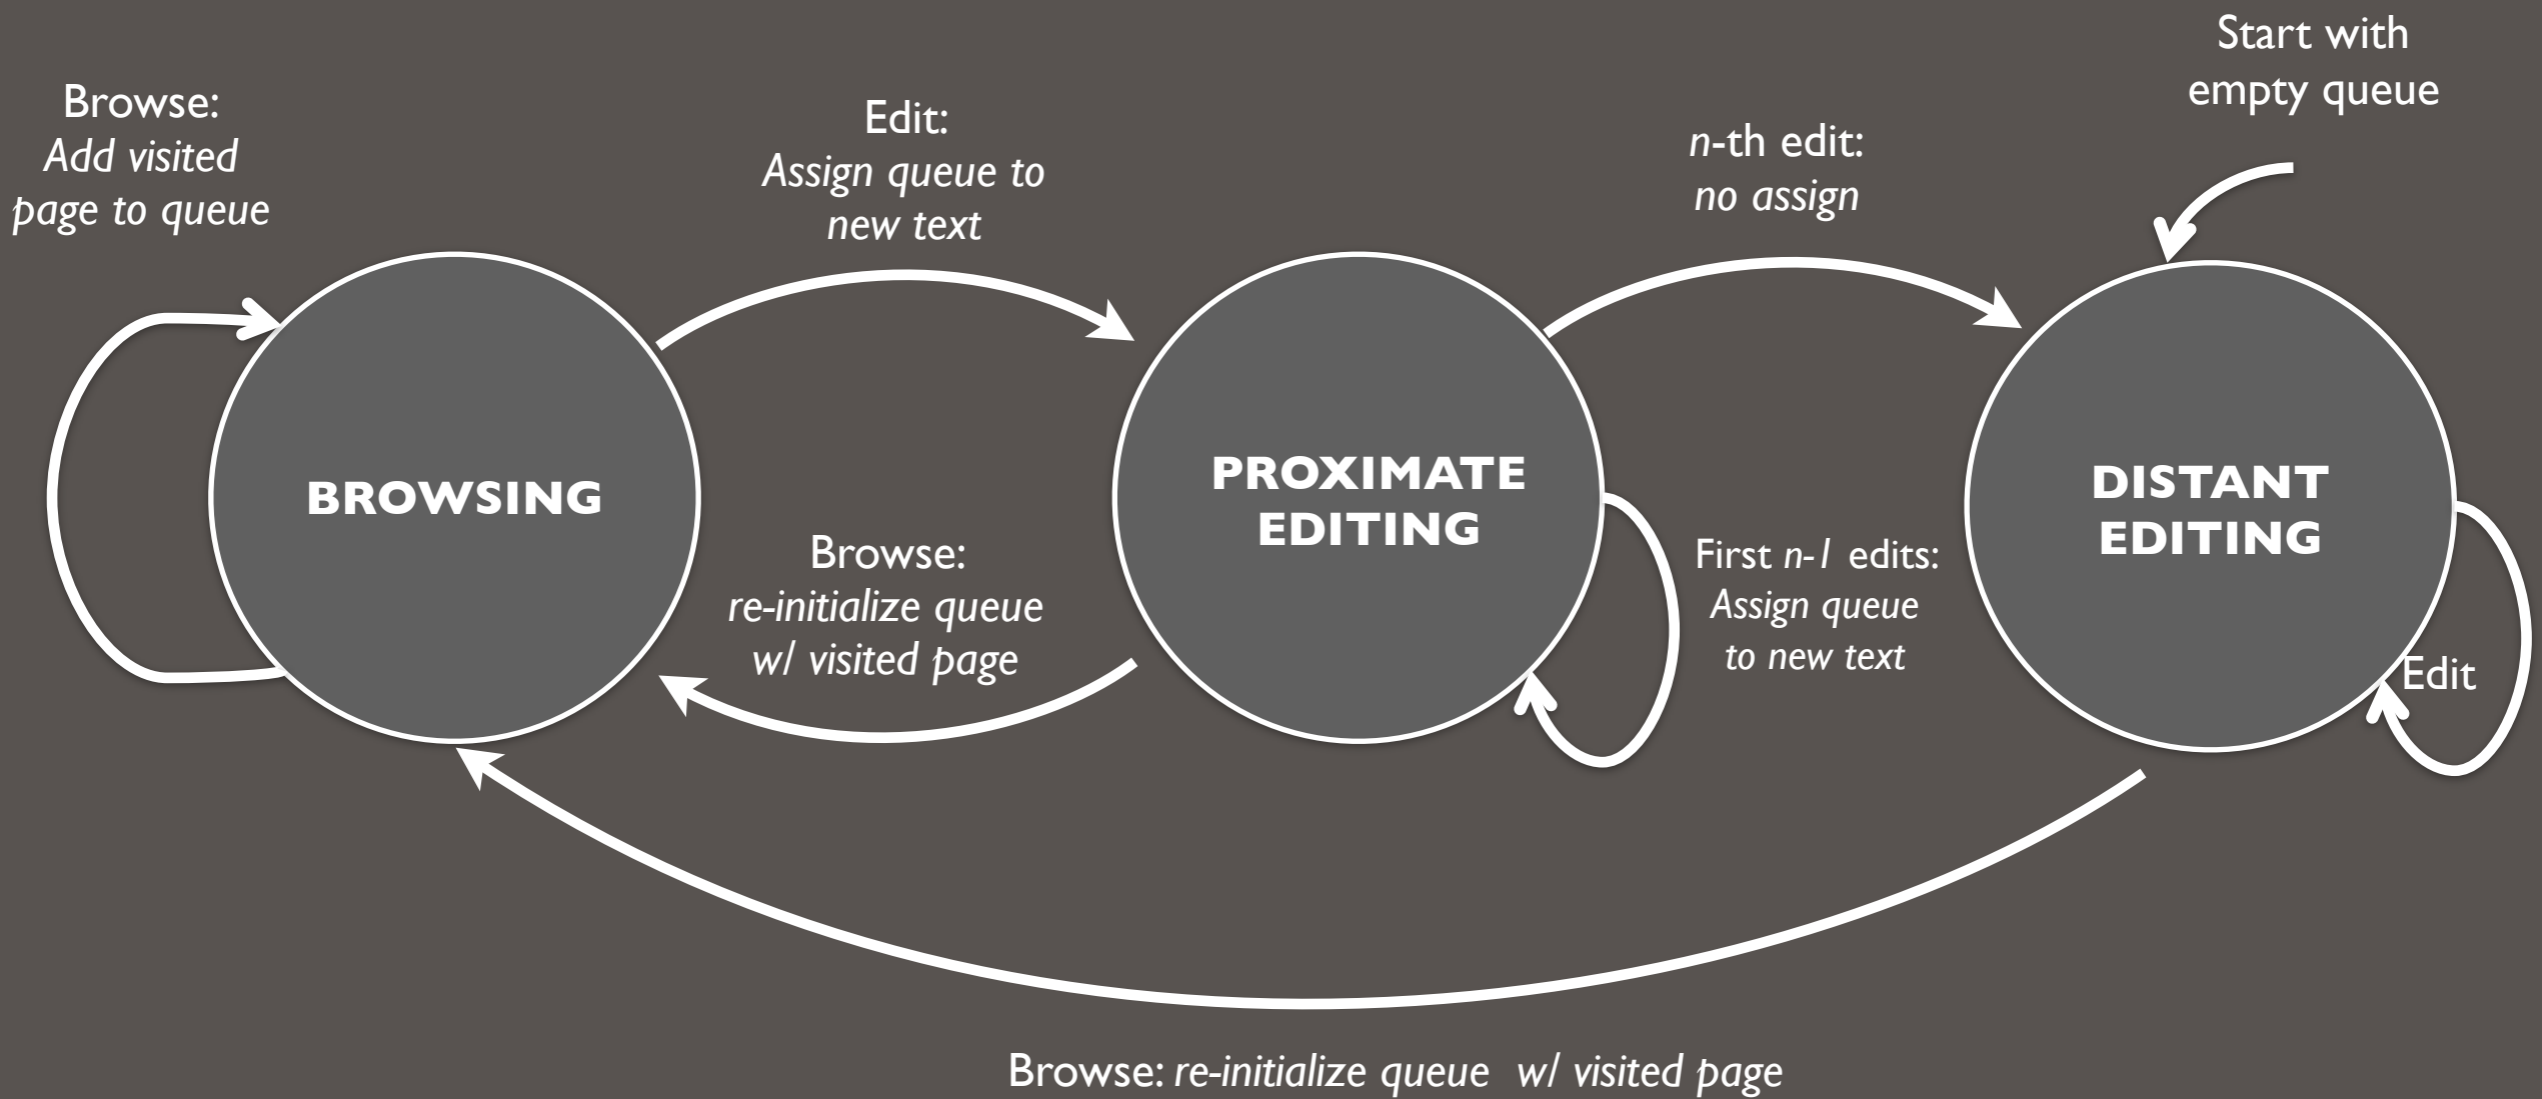 Start with
empty queue
Browse:
Add visited
page to queue
Edit:
Assign queue to
new text
n-th edit:
no assign
BROWSING
PROXIMATE
EDITING
DISTANT
EDITING
Browse:
re-initialize queue
w/ visited page
First n-1 edits:
Assign queue
to new text
Edit
Browse: re-initialize queue w/ visited page